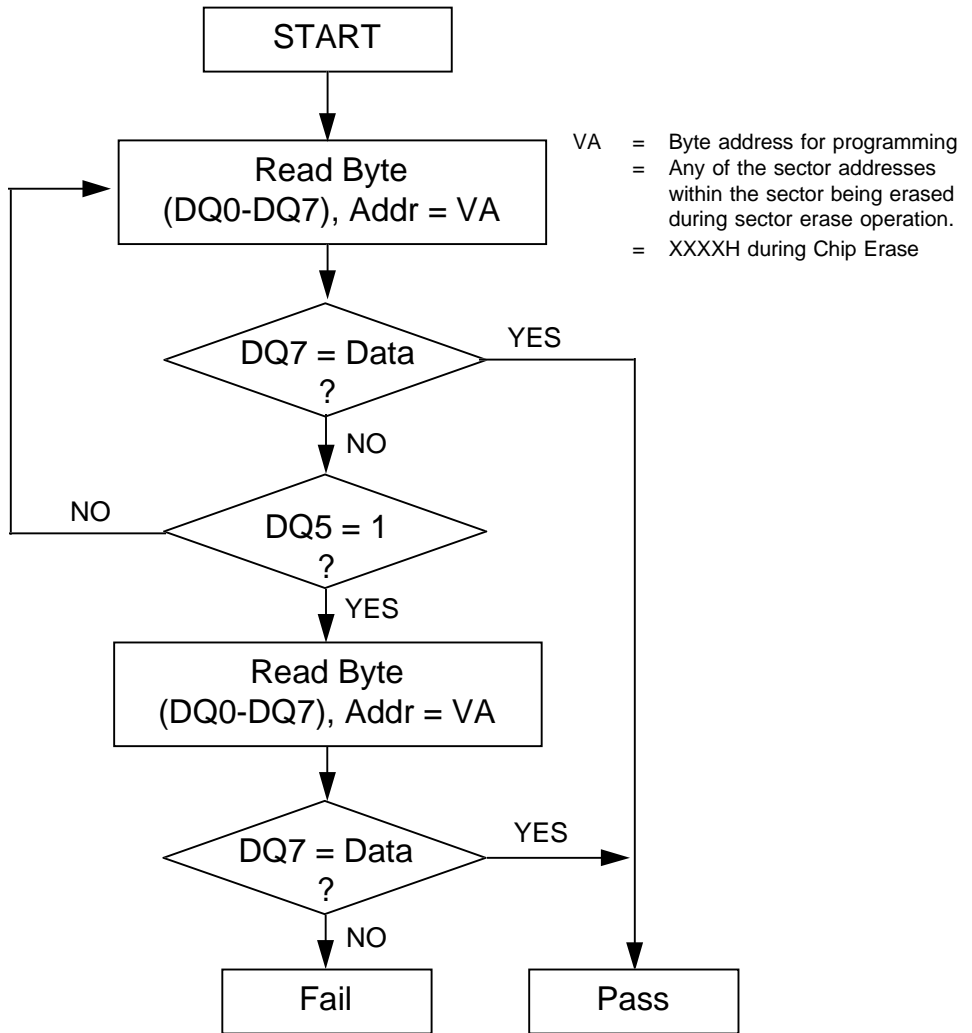 START
Read Byte
(DQ0-DQ7), Addr = VA
VA = Byte address for programming
= Any of the sector addresses
within the sector being erased
during sector erase operation.
= XXXXH during Chip Erase
DQ7 = Data
?
YES
NO
DQ5 = 1
?
NO
YES
Read Byte
(DQ0-DQ7), Addr = VA
DQ7 = Data
?
YES
NO
Fail
Pass